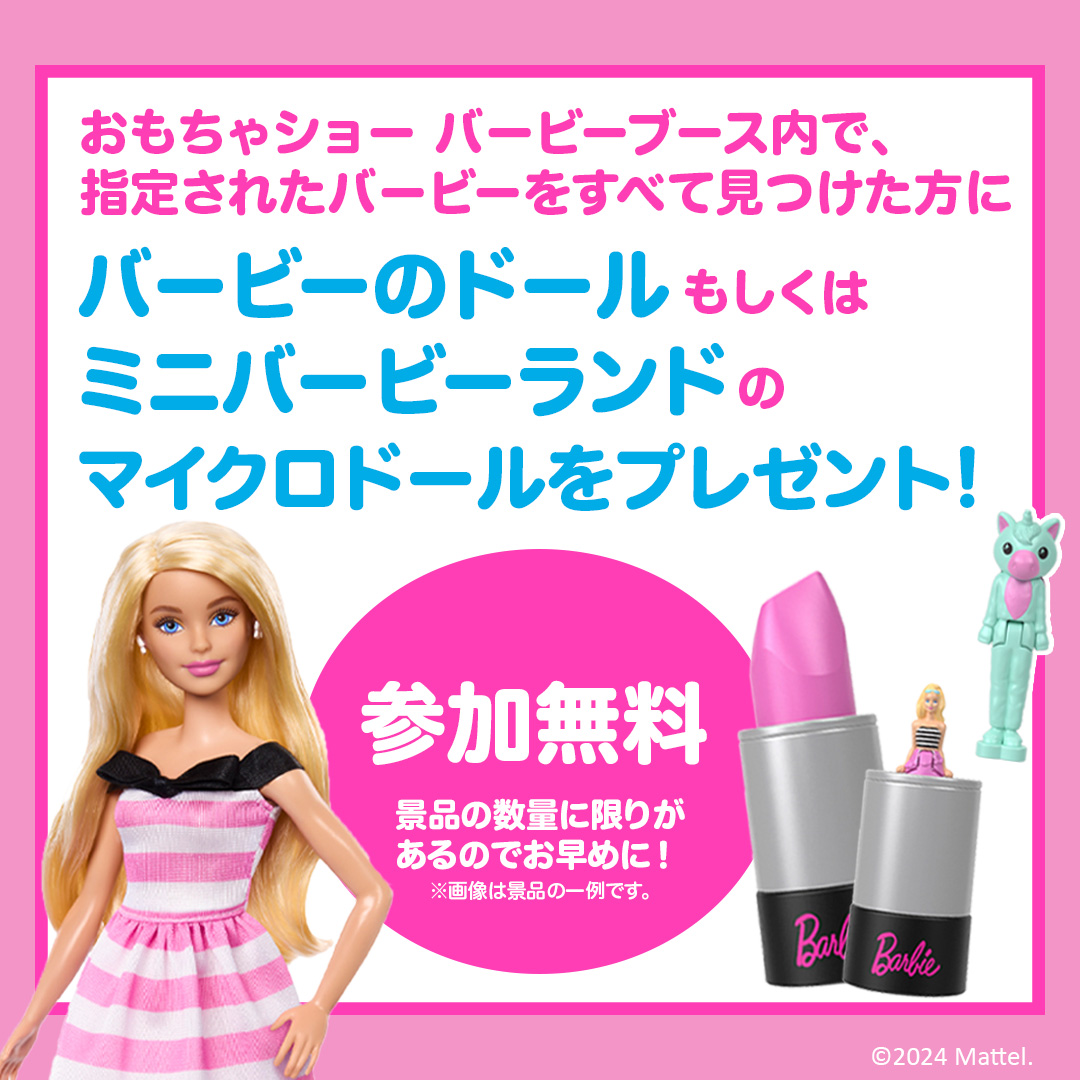 おもちゃショー バービーブース内で、
指定されたバービーをすべて見つけた方に
バービーのドール もしくは
ミニバービーランド の
マイクロドールをプレゼント!
参加無料
景品の数量に限りが
あるのでお早めに!
※画像は景品の一例です。
Barbie
©2024 Mattel.